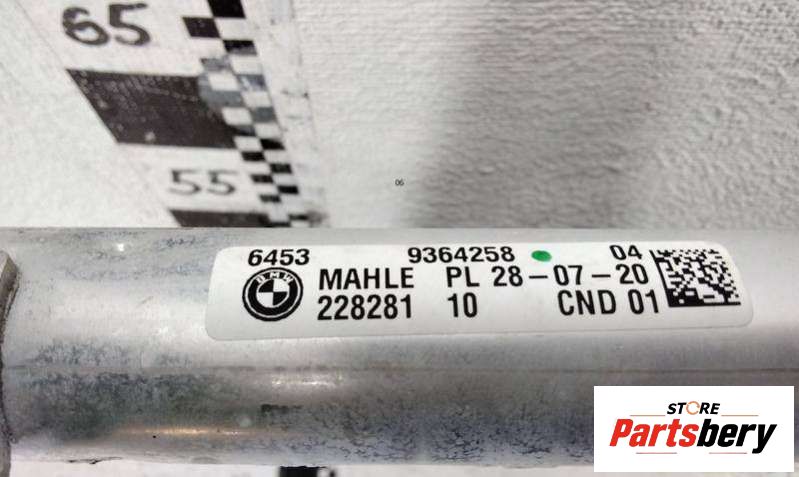 65
55
06
6453 9364258 04
BMW
MAHLE PL 28-07-20
228281 10 CND 01
STORE
Partsbery